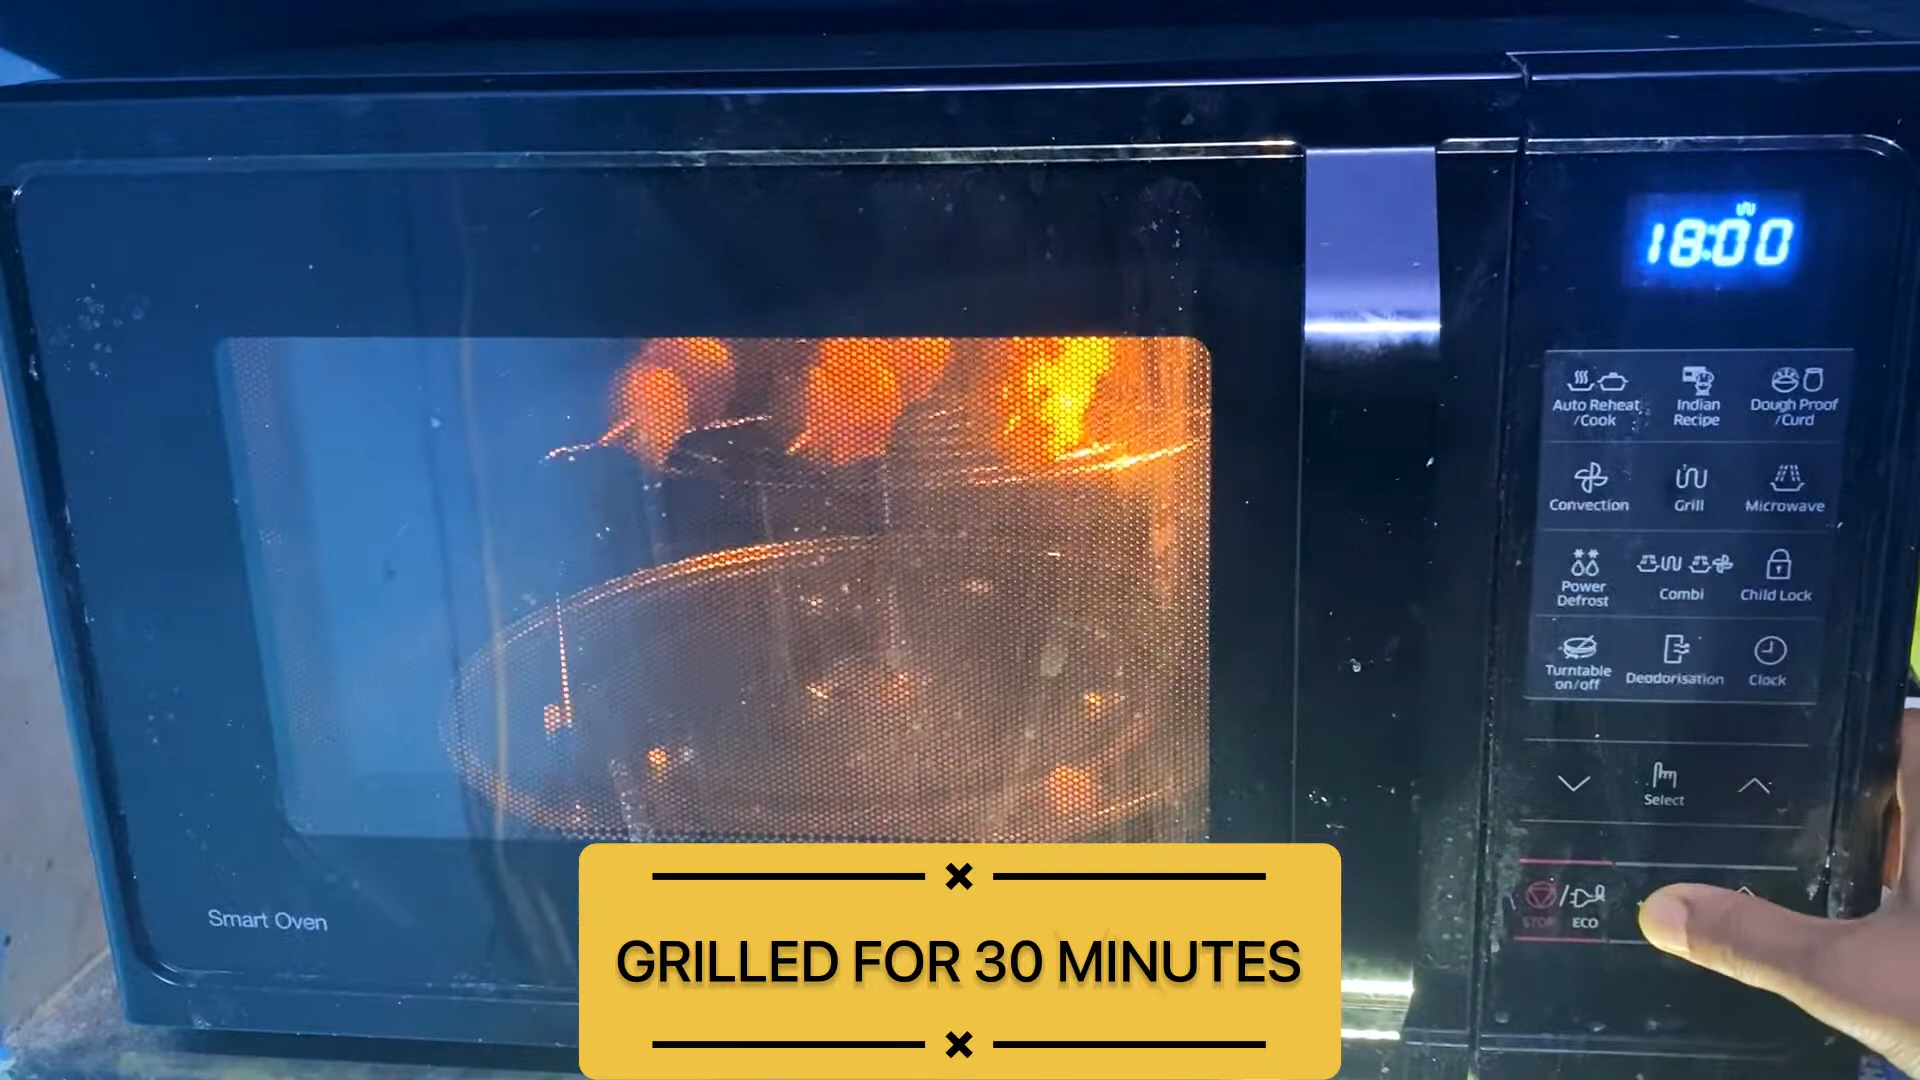 18:00
Auto Reheat
/Cook
Indian
Recipe
Dough Proof
/Curd
Convection
Grill
Microwave
Power
Defrost
Combi
Child Lock
Turntable
on/off
Deodorisation
Clock
Select
STOP
/
ECO
Smart Oven
GRILLED FOR 30 MINUTES